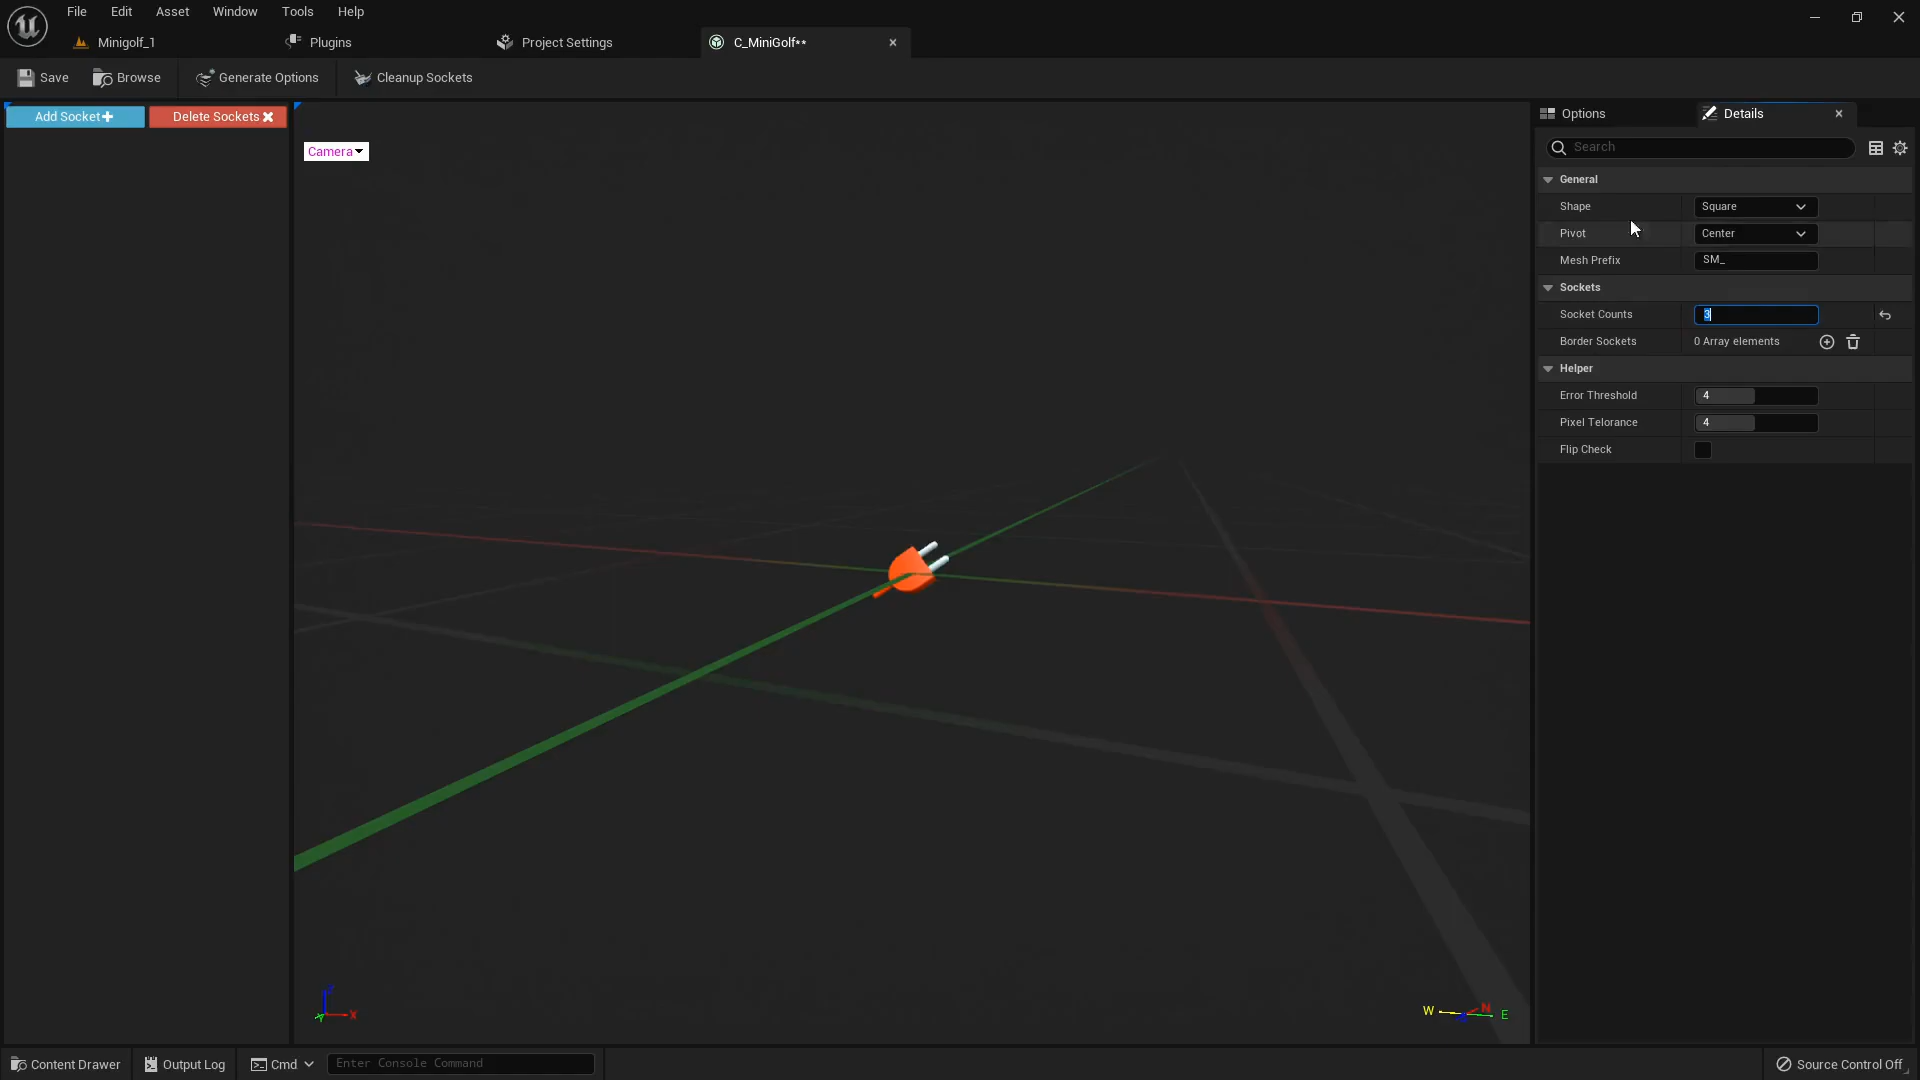 File Edit Asset Window Tools Help
Minigolf_1 Plugins Project Settings C_MiniGolf**
Save Browse Generate Options Cleanup Sockets
Add Socket Delete Sockets
Camera
Options Details
Search
General
Shape Square
Pivot Center
Mesh Prefix SM_
Sockets
Socket Counts 3
Border Sockets 0 Array elements
Helper
Error Threshold 4
Pixel Telorance 4
Flip Check
Z X Y
W N E
Content Drawer Output Log Cmd Enter Console Command Source Control Off